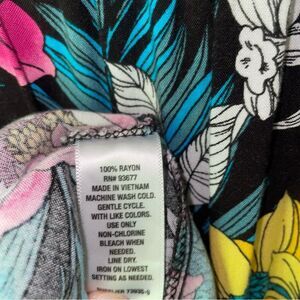 100% RAYON
RN# 93677
MADE IN VIETNAM
MACHINE WASH COLD.
GENTLE CYCLE.
WITH LIKE COLORS.
USE ONLY
NON-CHLORINE
BLEACH WHEN
NEEDED.
LINE DRY.
IRON ON LOWEST
SETTING AS NEEDED.
SUPPLIER